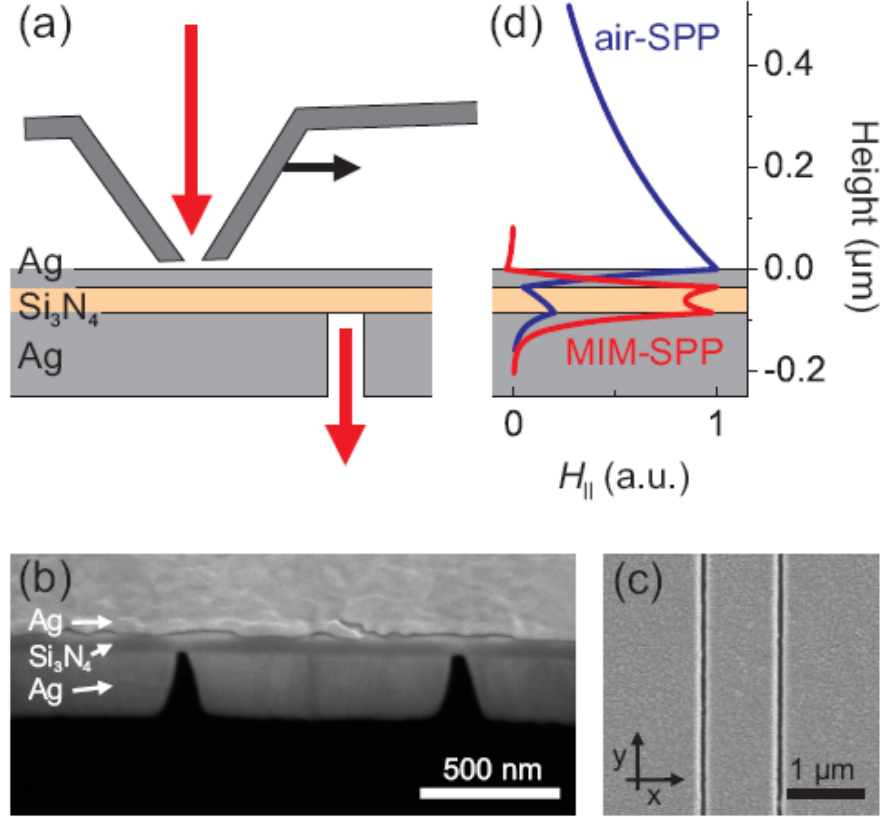 (a)
Ag
Si₃N₄
Ag
(d)
air-SPP
MIM-SPP
0.4
0.2
0.0
-0.2
Height (µm)
0
1
H|| (a.u.)
(b)
Ag
Si₃N₄
Ag
500 nm
(c)
y
x
1 µm